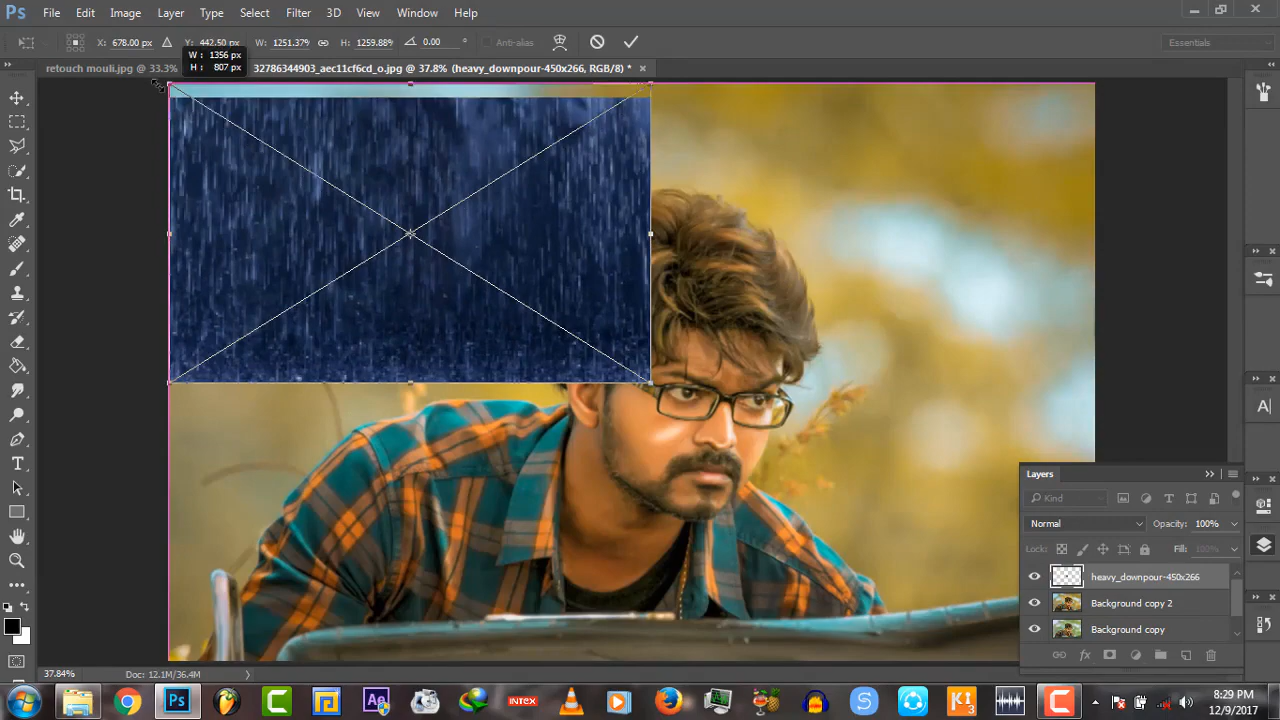 Ps File Edit Image Layer Type Select Filter 3D View Window Help
X: 678.00 px Y: 442.50 px W: 1251.37% H: 1259.88% 0.00 ° Anti-alias Essentials
W : 1356 px
H : 807 px
retouch mouli.jpg @ 33.3% 32786344903_aec11cf6cd_o.jpg @ 37.8% (heavy_downpour-450x266, RGB/8) * ×
Layers
Kind
Normal Opacity: 100%
Lock: Fill: 100%
heavy_downpour-450x266
Background copy 2
Background copy
37.84% Doc: 12.1M/36.4M
8:29 PM
12/9/2017
Ps Ae INTEX S K!